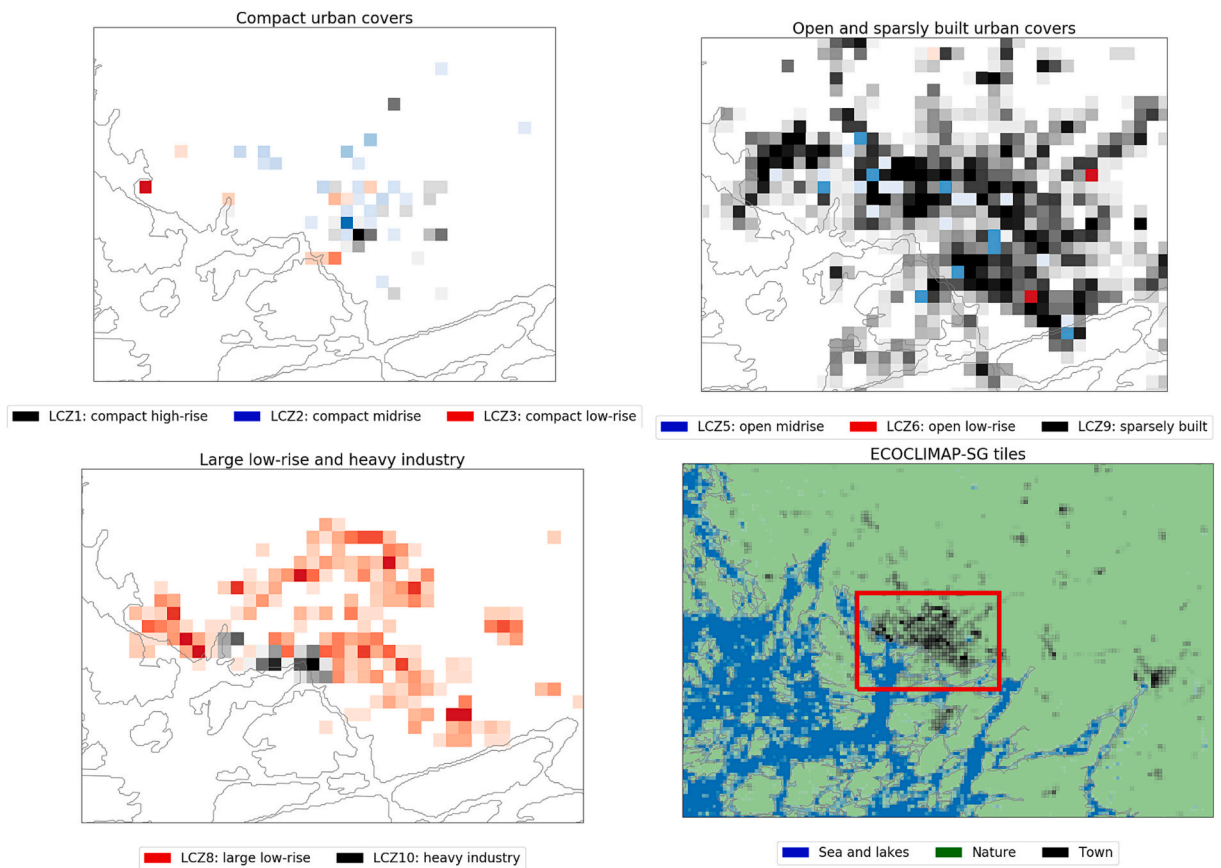 Compact urban covers
Open and sparsly built urban covers
LCZ1: compact high-rise LCZ2: compact midrise LCZ3: compact low-rise
LCZ5: open midrise LCZ6: open low-rise LCZ9: sparsely built
Large low-rise and heavy industry
ECOCLIMAP-SG tiles
LCZ8: large low-rise LCZ10: heavy industry
Sea and lakes Nature Town